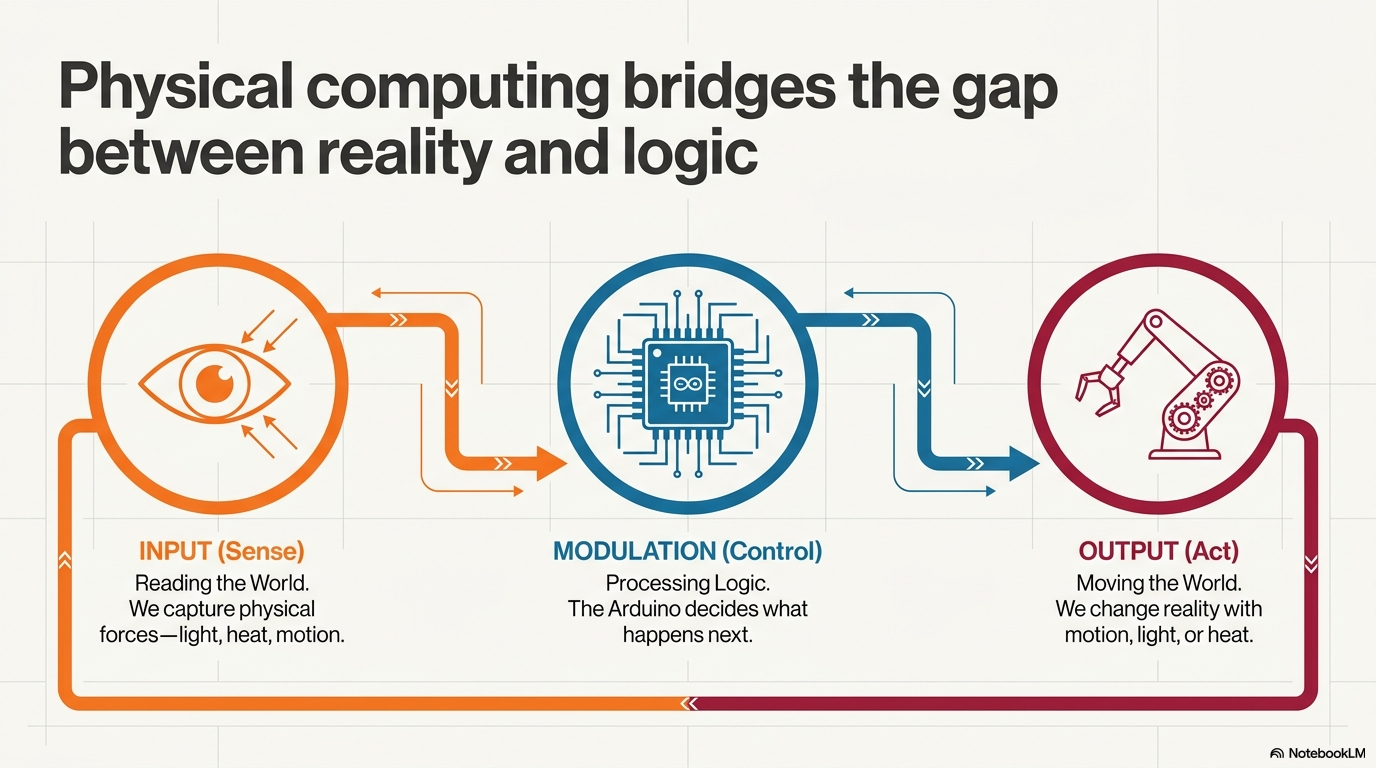 Physical computing bridges the gap
between reality and logic
INPUT (Sense)
Reading the World.
We capture physical
forces—light, heat, motion.
MODULATION (Control)
Processing Logic.
The Arduino decides what
happens next.
OUTPUT (Act)
Moving the World.
We change reality with
motion, light, or heat.
NotebookLM